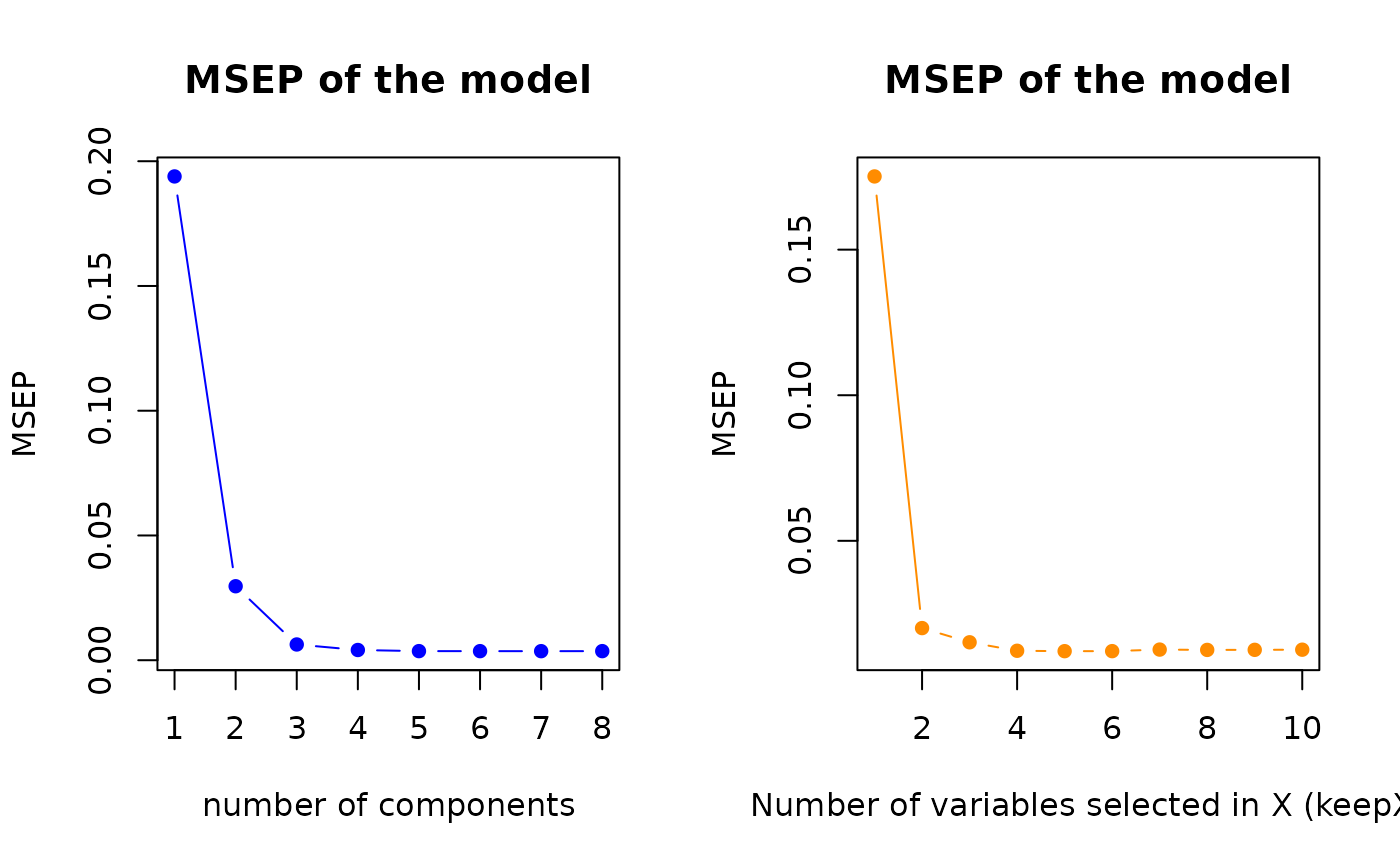 MSEP of the model
MSEP
0.20
0.15
0.10
0.05
0.00
1 2 3 4 5 6 7 8
number of components
MSEP of the model
MSEP
0.15
0.10
0.05
2 4 6 8 10
Number of variables selected in X (keepX